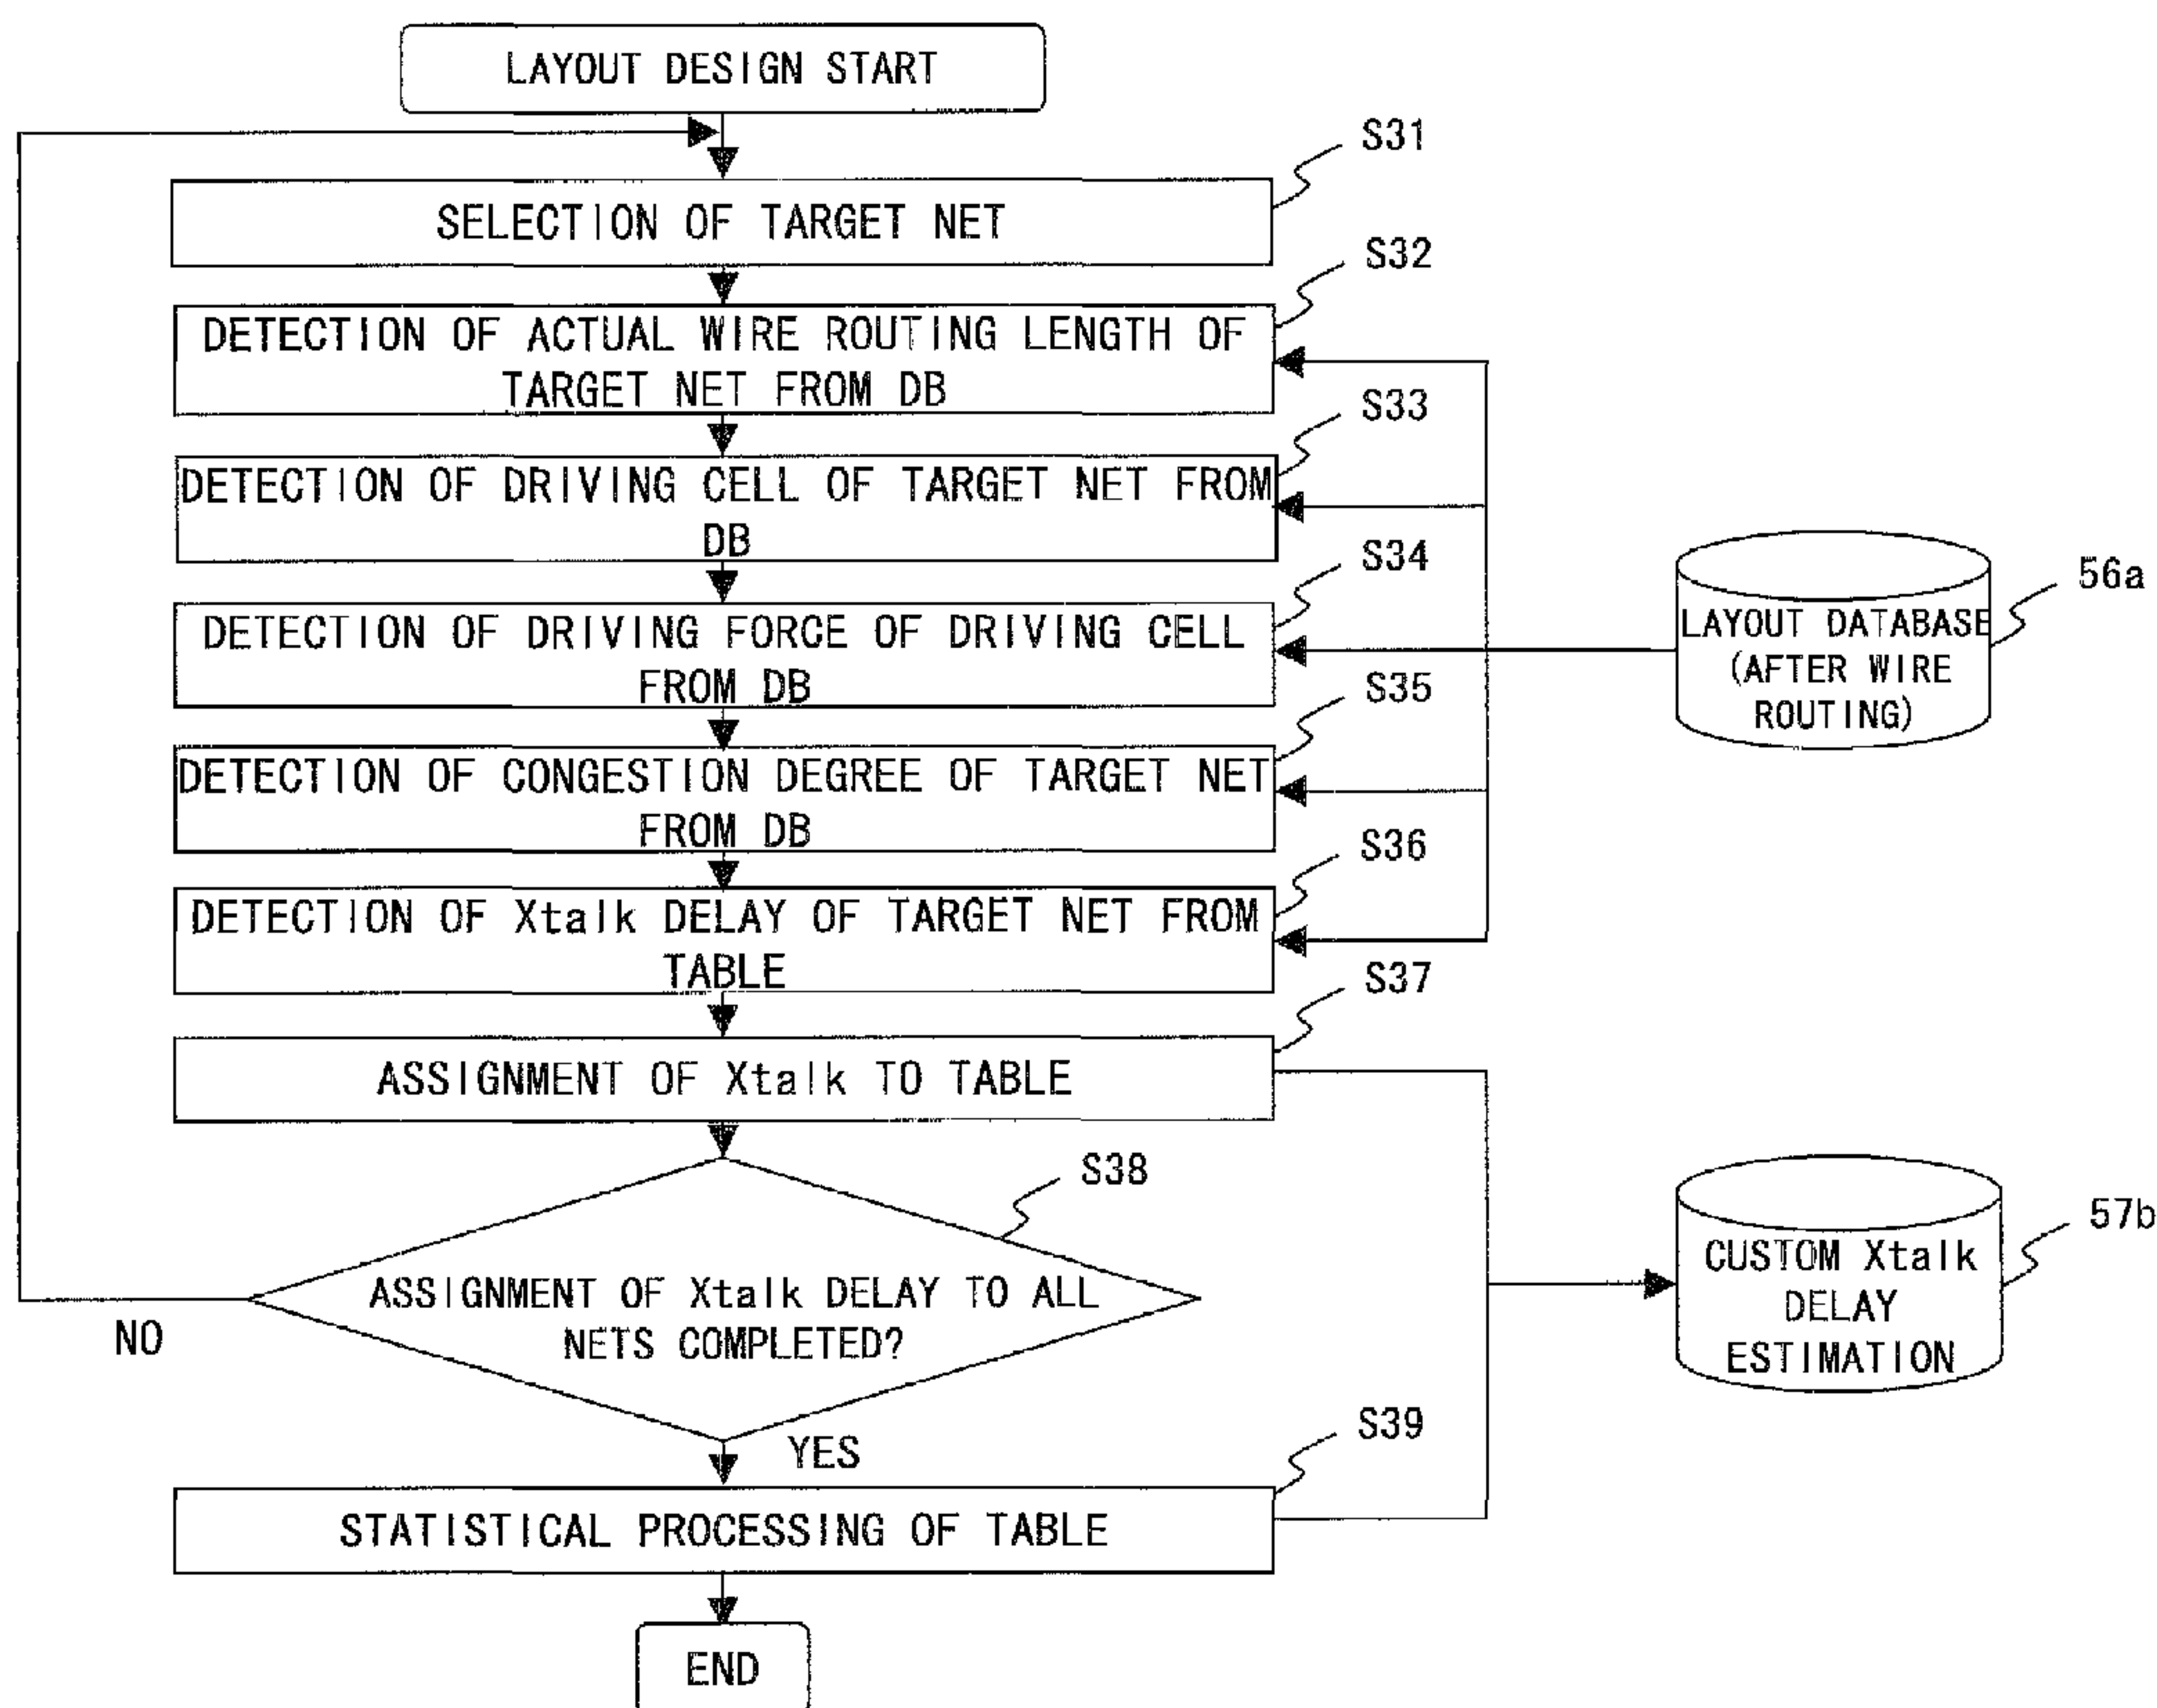 LAYOUT DESIGN START
S31
SELECTION OF TARGET NET
S32
DETECTION OF ACTUAL WIRE ROUTING LENGTH OF
TARGET NET FROM DB
S33
DETECTION OF DRIVING CELL OF TARGET NET FROM
DB
S34
DETECTION OF DRIVING FORCE OF DRIVING CELL
FROM DB
56a
LAYOUT DATABASE
(AFTER WIRE
ROUTING)
S35
DETECTION OF CONGESTION DEGREE OF TARGET NET
FROM DB
S36
DETECTION OF Xtalk DELAY OF TARGET NET FROM
TABLE
S37
ASSIGNMENT OF Xtalk TO TABLE
S38
ASSIGNMENT OF Xtalk DELAY TO ALL
NETS COMPLETED?
NO
YES
57b
CUSTOM Xtalk
DELAY
ESTIMATION
S39
STATISTICAL PROCESSING OF TABLE
END